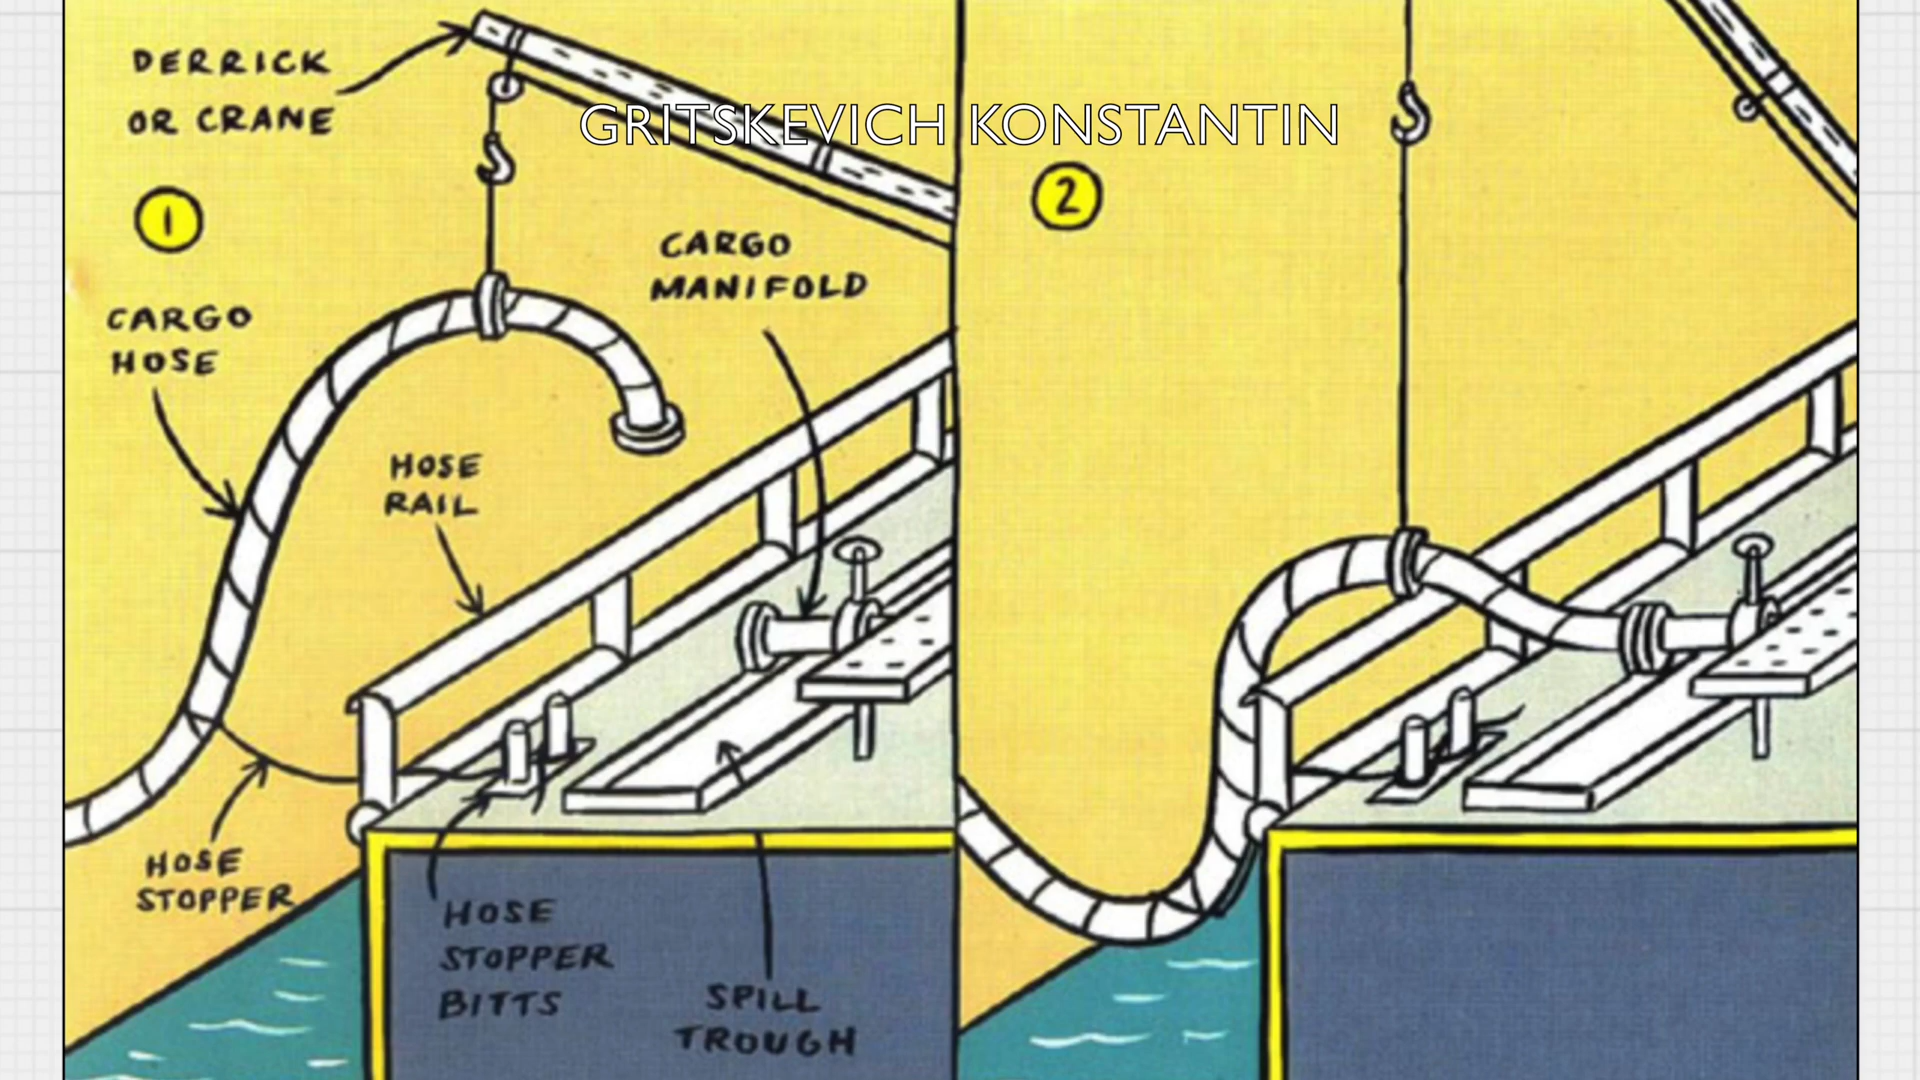 DERRICK
OR CRANE
GRITSKEVICH KONSTANTIN
1
2
CARGO
MANIFOLD
CARGO
HOSE
HOSE
RAIL
HOSE
STOPPER
HOSE
STOPPER
BITTS
SPILL
TROUGH